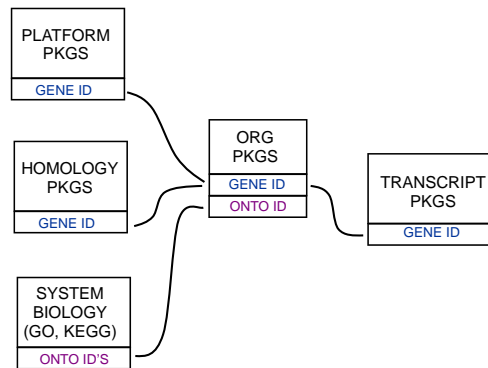 PLATFORM
PKGS
GENE ID
HOMOLOGY
PKGS
GENE ID
SYSTEM
BIOLOGY
(GO, KEGG)
ONTO ID'S
ORG
PKGS
GENE ID
ONTO ID
TRANSCRIPT
PKGS
GENE ID